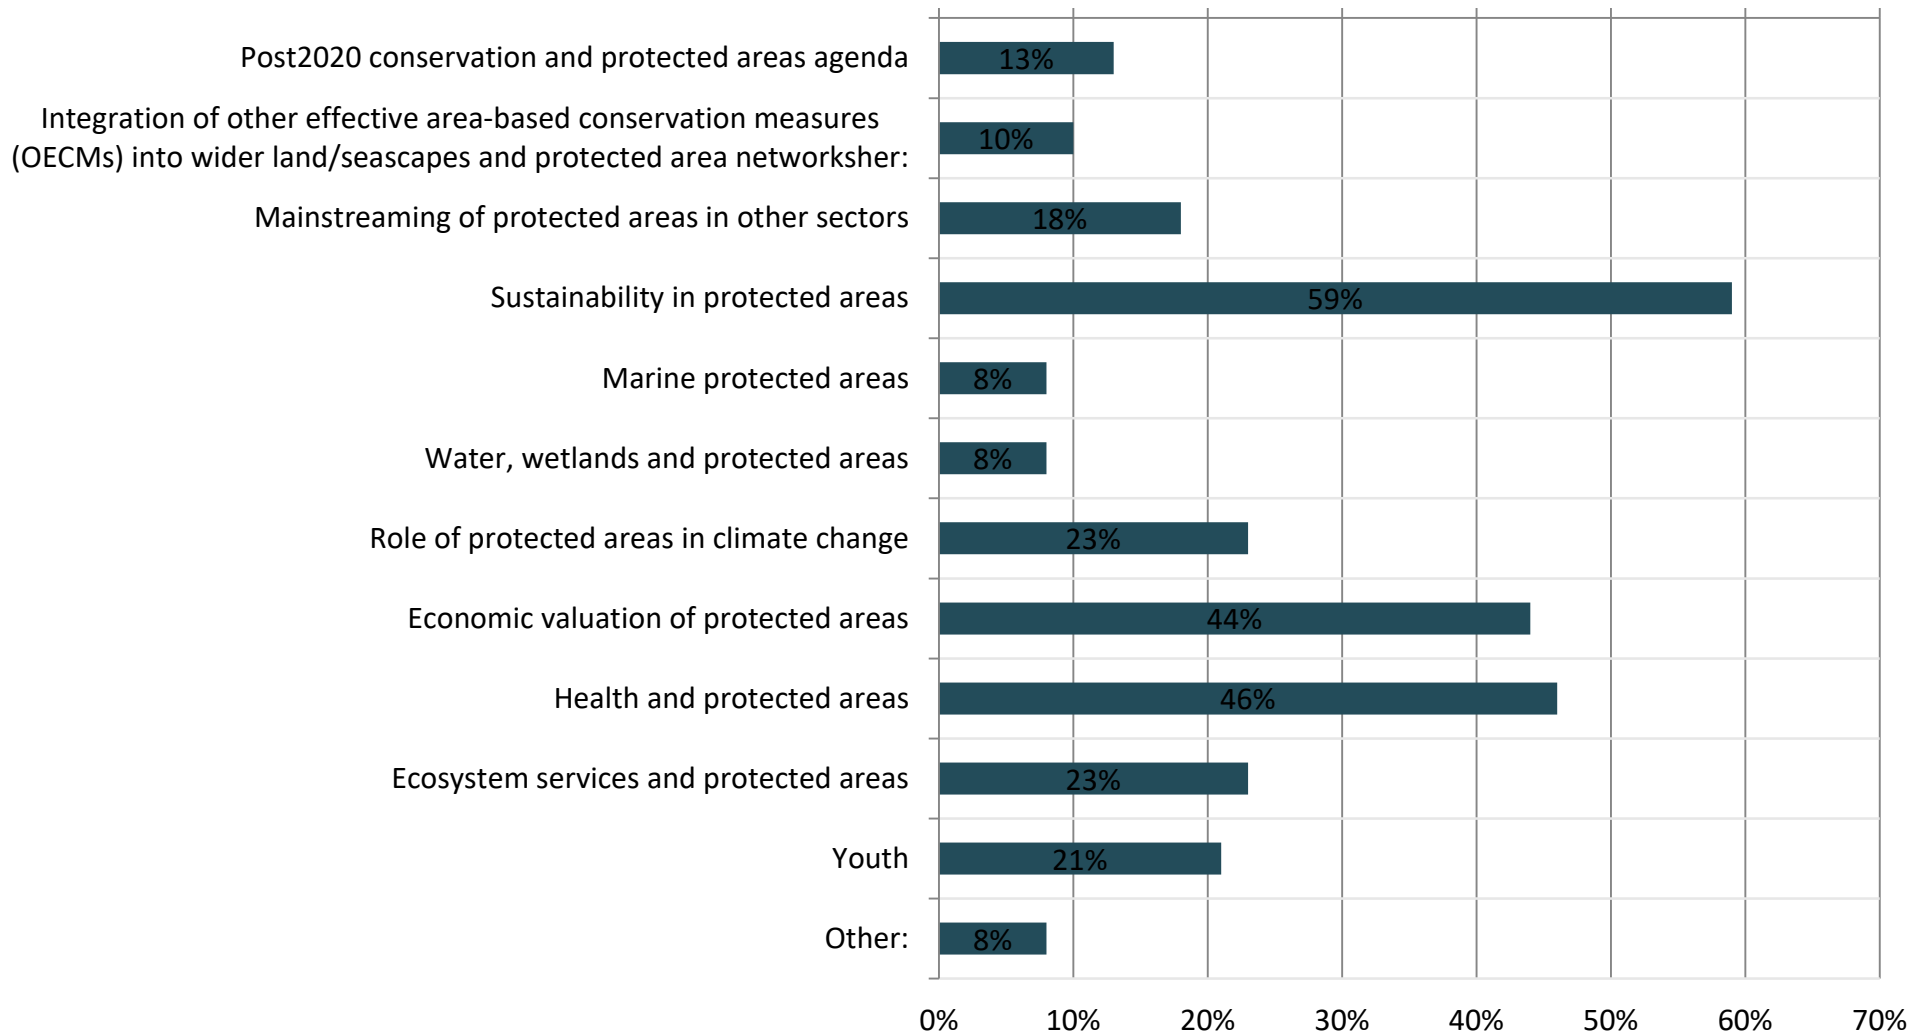 Post2020 conservation and protected areas agenda
13%
Integration of other effective area-based conservation measures
(OECMs) into wider land/seascapes and protected area networksher:
10%
Mainstreaming of protected areas in other sectors
18%
Sustainability in protected areas
59%
Marine protected areas
8%
Water, wetlands and protected areas
8%
Role of protected areas in climate change
23%
Economic valuation of protected areas
44%
Health and protected areas
46%
Ecosystem services and protected areas
23%
Youth
21%
Other:
8%
0% 10% 20% 30% 40% 50% 60% 70%